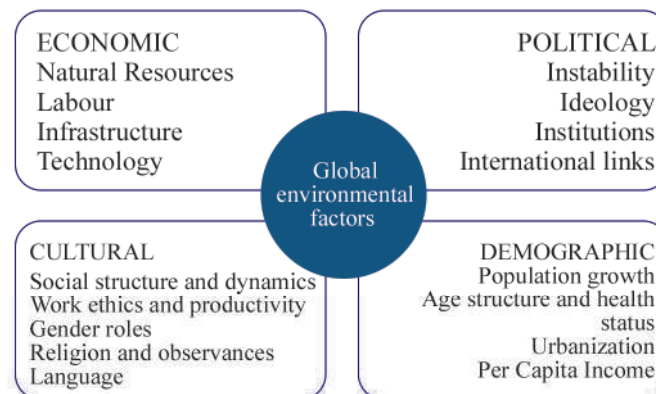 ECONOMIC
Natural Resources
Labour
Infrastructure
Technology
POLITICAL
Instability
Ideology
Institutions
International links
Global
environmental
factors
CULTURAL
Social structure and dynamics
Work ethics and productivity
Gender roles
Religion and observances
Language
DEMOGRAPHIC
Population growth
Age structure and health
status
Urbanization
Per Capita Income